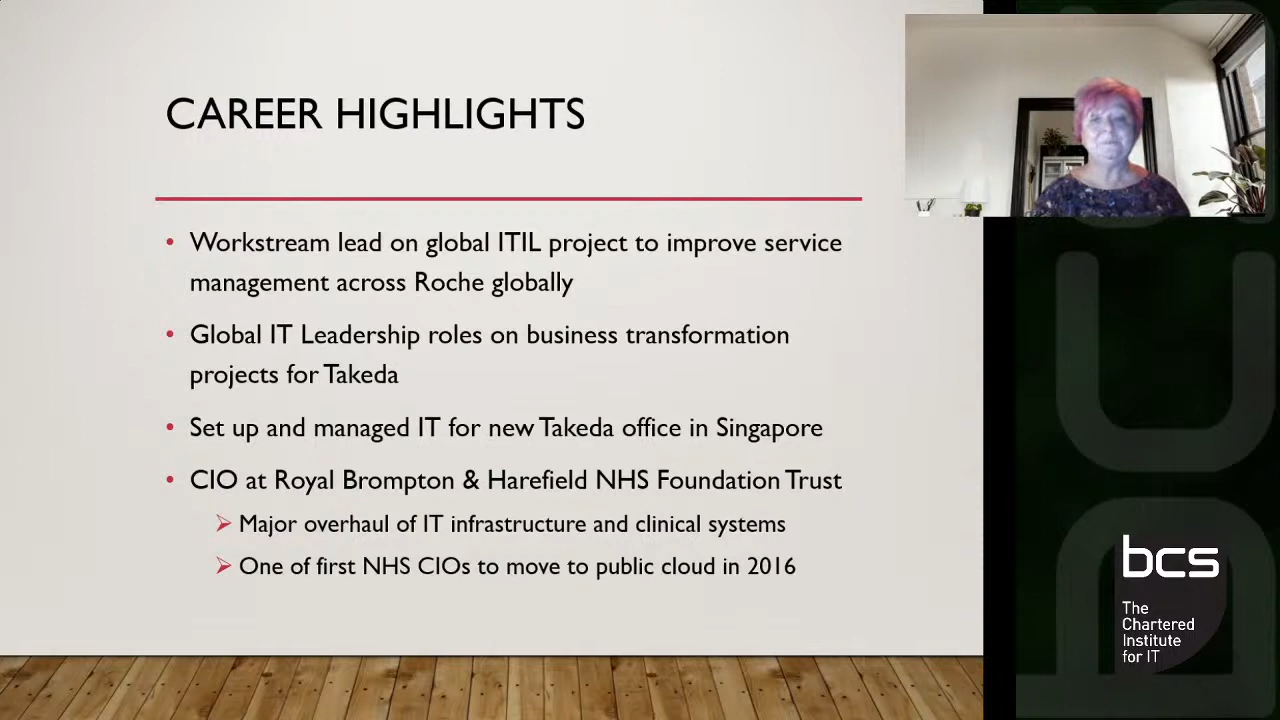 CAREER HIGHLIGHTS
• Workstream lead on global ITIL project to improve service
management across Roche globally
• Global IT Leadership roles on business transformation
projects for Takeda
• Set up and managed IT for new Takeda office in Singapore
• CIO at Royal Brompton & Harefield NHS Foundation Trust
Major overhaul of IT infrastructure and clinical systems
One of first NHS CIOs to move to public cloud in 2016
bcs
The
Chartered
Institute
for IT